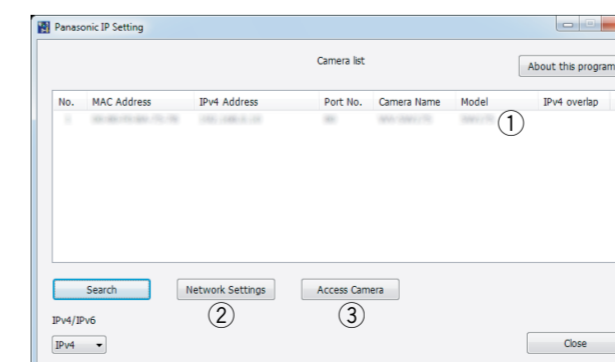 Panasonic IP Setting
Camera list
About this program
No. MAC Address IPv4 Address Port No. Camera Name Model IPv4 overlap
①
Search Network Settings Access Camera
② ③
IPv4/IPv6
IPv4 Close